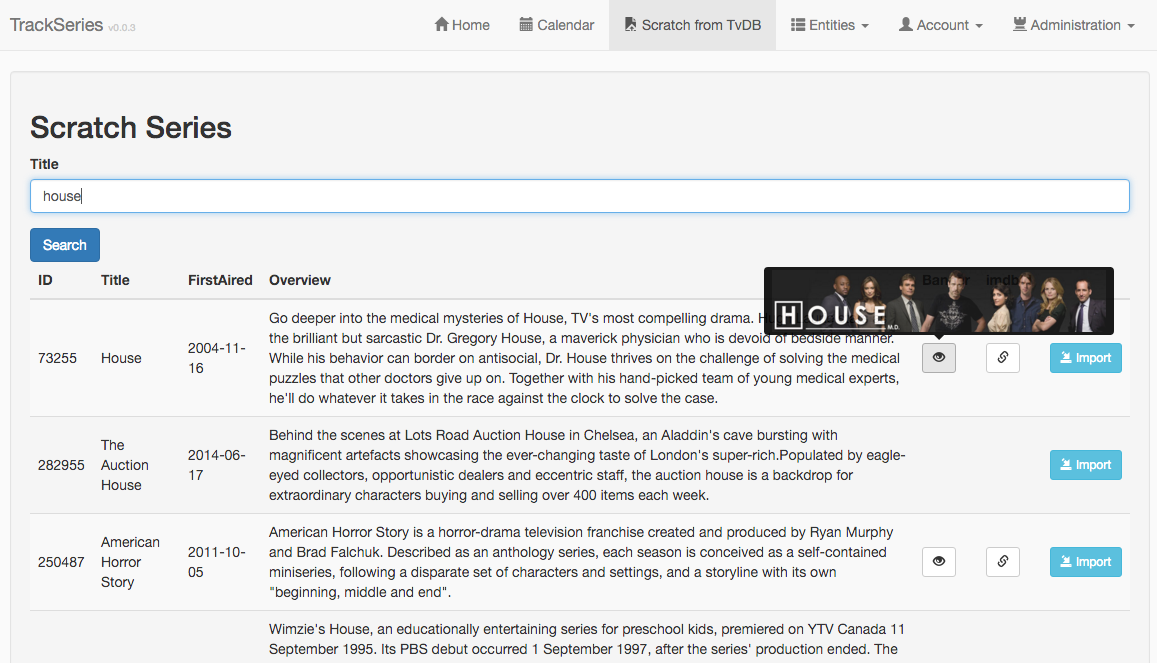 TrackSeries v0.0.3
Home
Calendar
Scratch from TvDB
Entities
Account
Administration
Scratch Series
Title
house
Search
ID Title FirstAired Overview
HOUSE M.D.
73255
House
2004-11-
16
Go deeper into the medical mysteries of House, TV's most compelling drama.
the brilliant but sarcastic Dr. Gregory House, a maverick physician who is devoid of bedside manner.
While his behavior can border on antisocial, Dr. House thrives on the challenge of solving the medical
puzzles that other doctors give up on. Together with his hand-picked team of young medical experts,
he'll do whatever it takes in the race against the clock to solve the case.
Import
282955
The
Auction
House
2014-06-
17
Behind the scenes at Lots Road Auction House in Chelsea, an Aladdin's cave bursting with
magnificent artefacts showcasing the ever-changing taste of London's super-rich.Populated by eagle-
eyed collectors, opportunistic dealers and eccentric staff, the auction house is a backdrop for
extraordinary characters buying and selling over 400 items each week.
Import
250487
American
Horror
Story
2011-10-
05
American Horror Story is a horror-drama television franchise created and produced by Ryan Murphy
and Brad Falchuk. Described as an anthology series, each season is conceived as a self-contained
miniseries, following a disparate set of characters and settings, and a storyline with its own
"beginning, middle and end".
Import
Wimzie's House, an educationally entertaining series for preschool kids, premiered on YTV Canada 11
September 1995. Its PBS debut occurred 1 September 1997, after the series' production ended. The